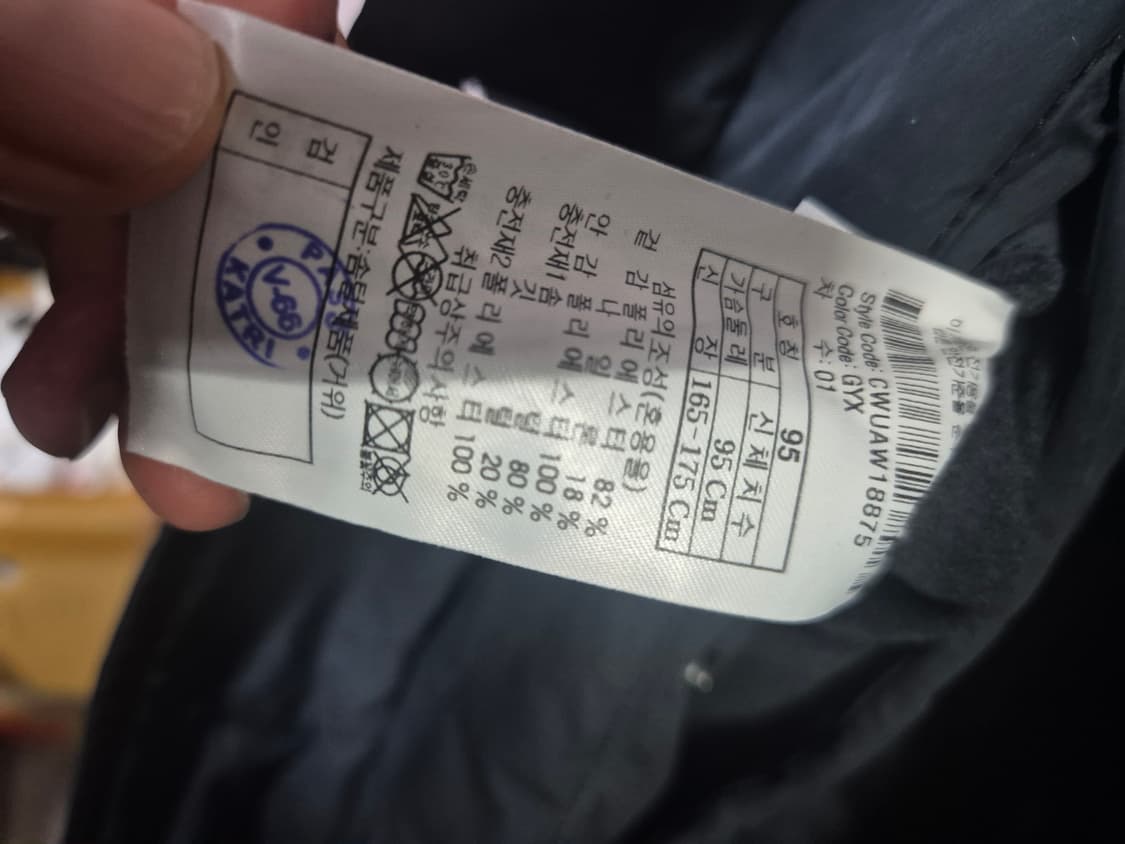 Style Code: CWUAW18875
Color Code: GYX
차 수: 01
호칭 95
구 분 신체치수
가슴둘레 95 Cm
신 장 165-175 Cm
섬유의조성(혼용율)
겉 감 폴리에스터 82 %
나 일 론 18 %
안 감 폴리에스터 100 %
충전재1 솜 털 80 %
깃 털 20 %
충전재2 폴리에스터 100 %
취급상주의사항
30℃
제품구분:솜털제품(거위)
검 인
PASS
V-66
KATRI